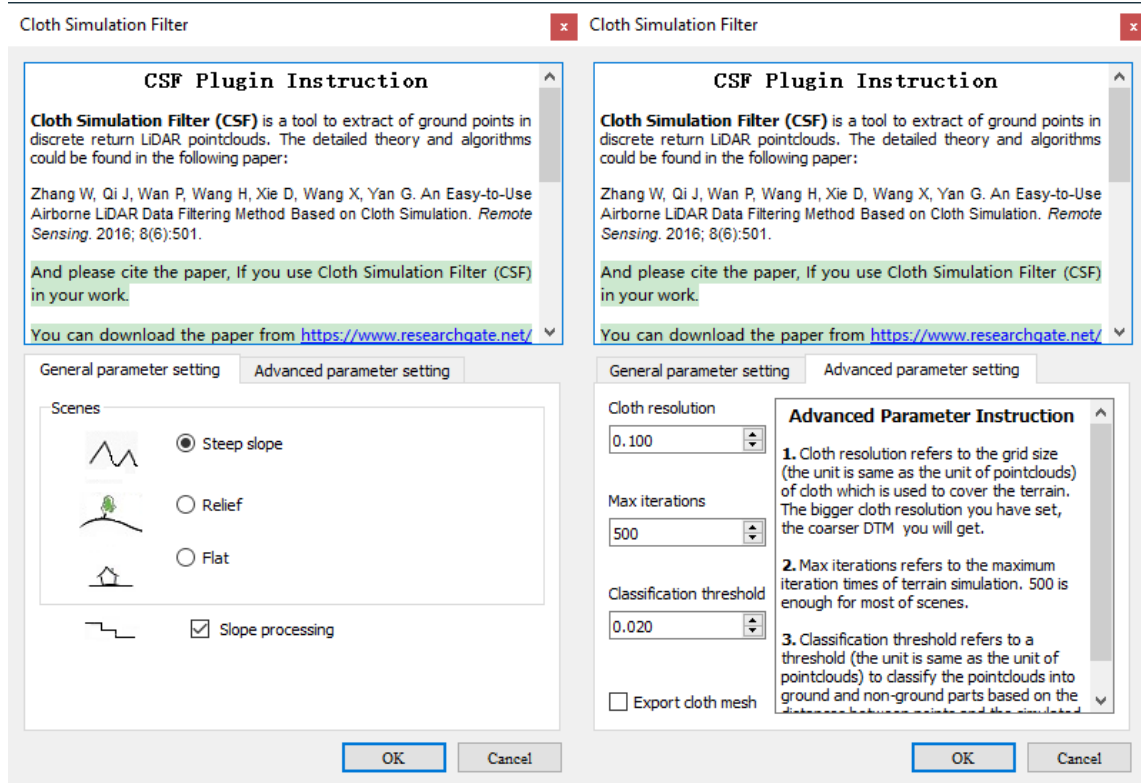 Cloth Simulation Filter
x
CSF Plugin Instruction
Cloth Simulation Filter (CSF) is a tool to extract of ground points in
discrete return LiDAR pointclouds. The detailed theory and algorithms
could be found in the following paper:
Zhang W, Qi J, Wan P, Wang H, Xie D, Wang X, Yan G. An Easy-to-Use
Airborne LiDAR Data Filtering Method Based on Cloth Simulation. Remote
Sensing. 2016; 8(6):501.
And please cite the paper, If you use Cloth Simulation Filter (CSF)
in your work.
You can download the paper from https://www.researchgate.net/
General parameter setting
Advanced parameter setting
Scenes
Steep slope
Relief
Flat
Slope processing
OK
Cancel
Cloth Simulation Filter
x
CSF Plugin Instruction
Cloth Simulation Filter (CSF) is a tool to extract of ground points in
discrete return LiDAR pointclouds. The detailed theory and algorithms
could be found in the following paper:
Zhang W, Qi J, Wan P, Wang H, Xie D, Wang X, Yan G. An Easy-to-Use
Airborne LiDAR Data Filtering Method Based on Cloth Simulation. Remote
Sensing. 2016; 8(6):501.
And please cite the paper, If you use Cloth Simulation Filter (CSF)
in your work.
You can download the paper from https://www.researchgate.net/
General parameter setting
Advanced parameter setting
Cloth resolution
0.100
Max iterations
500
Classification threshold
0.020
Export cloth mesh
Advanced Parameter Instruction
1. Cloth resolution refers to the grid size
(the unit is same as the unit of pointclouds)
of cloth which is used to cover the terrain.
The bigger cloth resolution you have set,
the coarser DTM you will get.
2. Max iterations refers to the maximum
iteration times of terrain simulation. 500 is
enough for most of scenes.
3. Classification threshold refers to a
threshold (the unit is same as the unit of
pointclouds) to classify the pointclouds into
ground and non-ground parts based on the
distances between points and the simulated
OK
Cancel